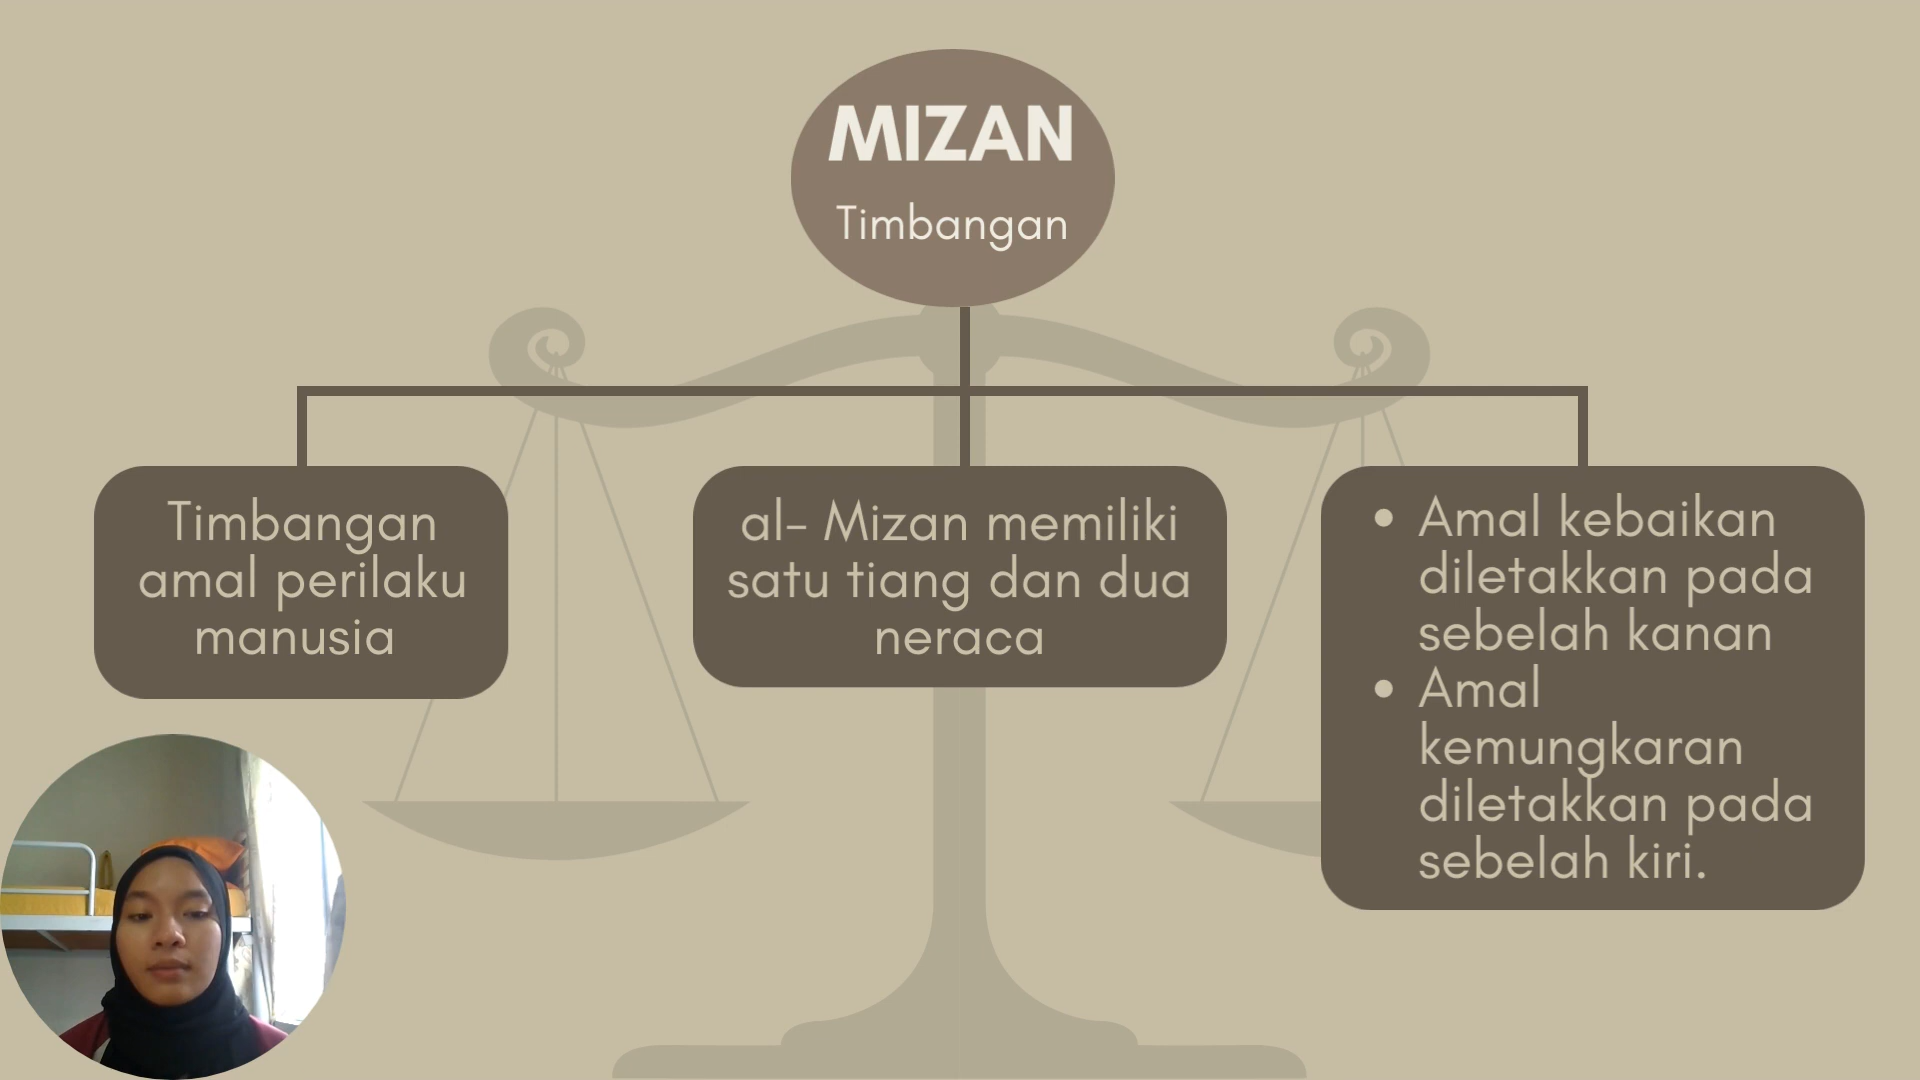 MIZAN
Timbangan
Timbangan
amal perilaku
manusia
al- Mizan memiliki
satu tiang dan dua
neraca
• Amal kebaikan
diletakkan pada
sebelah kanan
• Amal
kemungkaran
diletakkan pada
sebelah kiri.